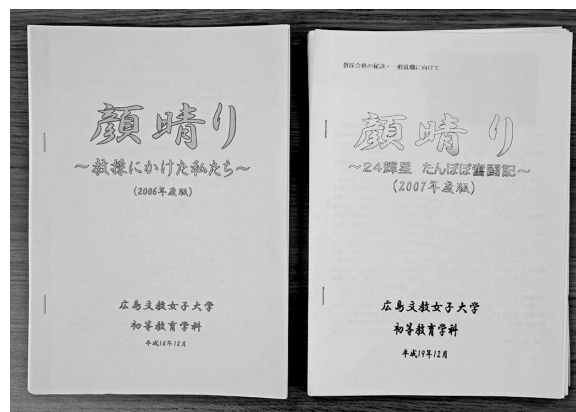 顔晴り
～教採にかけた私たち～
(2006年度版)
広島文教女子大学
初等教育学科
平成18年12月
教採合格の秘訣・一般就職に向けて
顔晴り
～24輝星 たんぽぽ奮闘記～
(2007年度版)
広島文教女子大学
初等教育学科
平成19年12月